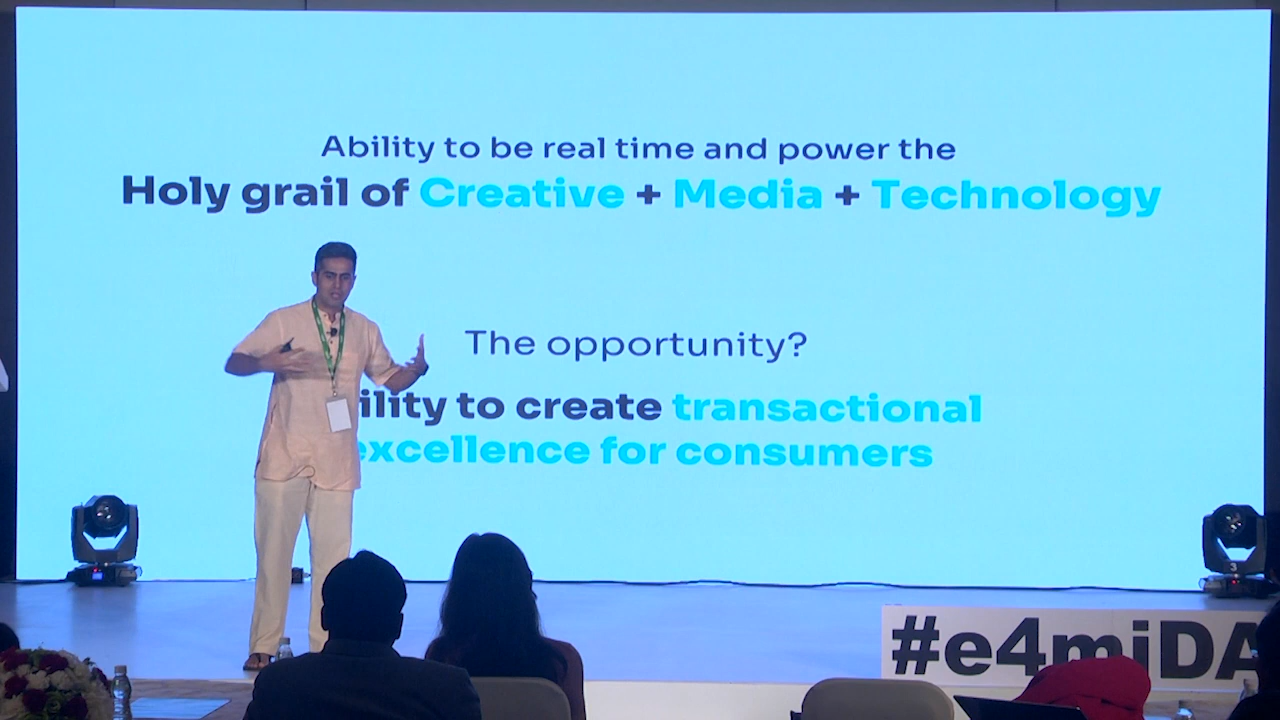 Ability to be real time and power the
Holy grail of Creative + Media + Technology
The opportunity?
ility to create transactional
excellence for consumers
#e4miDA
3